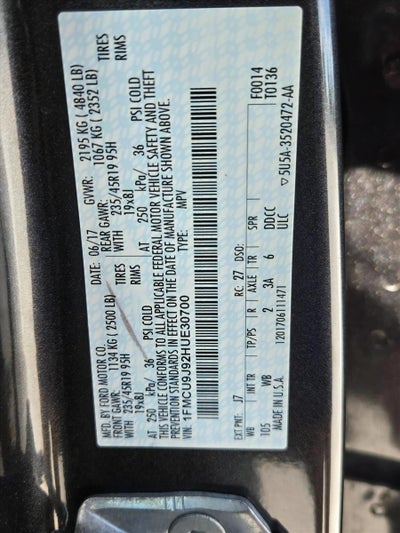 MFD. BY FORD MOTOR CO.
DATE: 06/17 GVWR: 2195 KG ( 4840 LB)
FRONT GAWR: 1134 KG ( 2500 LB) REAR GAWR: 1067 KG ( 2352 LB)
WITH 235/45R19 95H TIRES WITH 235/45R19 95H TIRES
19x8J RIMS 19x8J RIMS
AT 250 kPa/ 36 PSI COLD AT 250 kPa/ 36 PSI COLD
THIS VEHICLE CONFORMS TO ALL APPLICABLE FEDERAL MOTOR VEHICLE SAFETY AND THEFT
PREVENTION STANDARDS IN EFFECT ON THE DATE OF MANUFACTURE SHOWN ABOVE.
VIN: 1FMCU9J92HUE30700
TYPE: MPV
F0014
T0136
EXT PNT: J7 RC: 27 DSO:
WB INT TR TP/PS R AXLE TR SPR
105 WB 2 3A 6 DDCC
ULC
MADE IN U.S.A. 1201706111471 ▽5U5A-3520472-AA